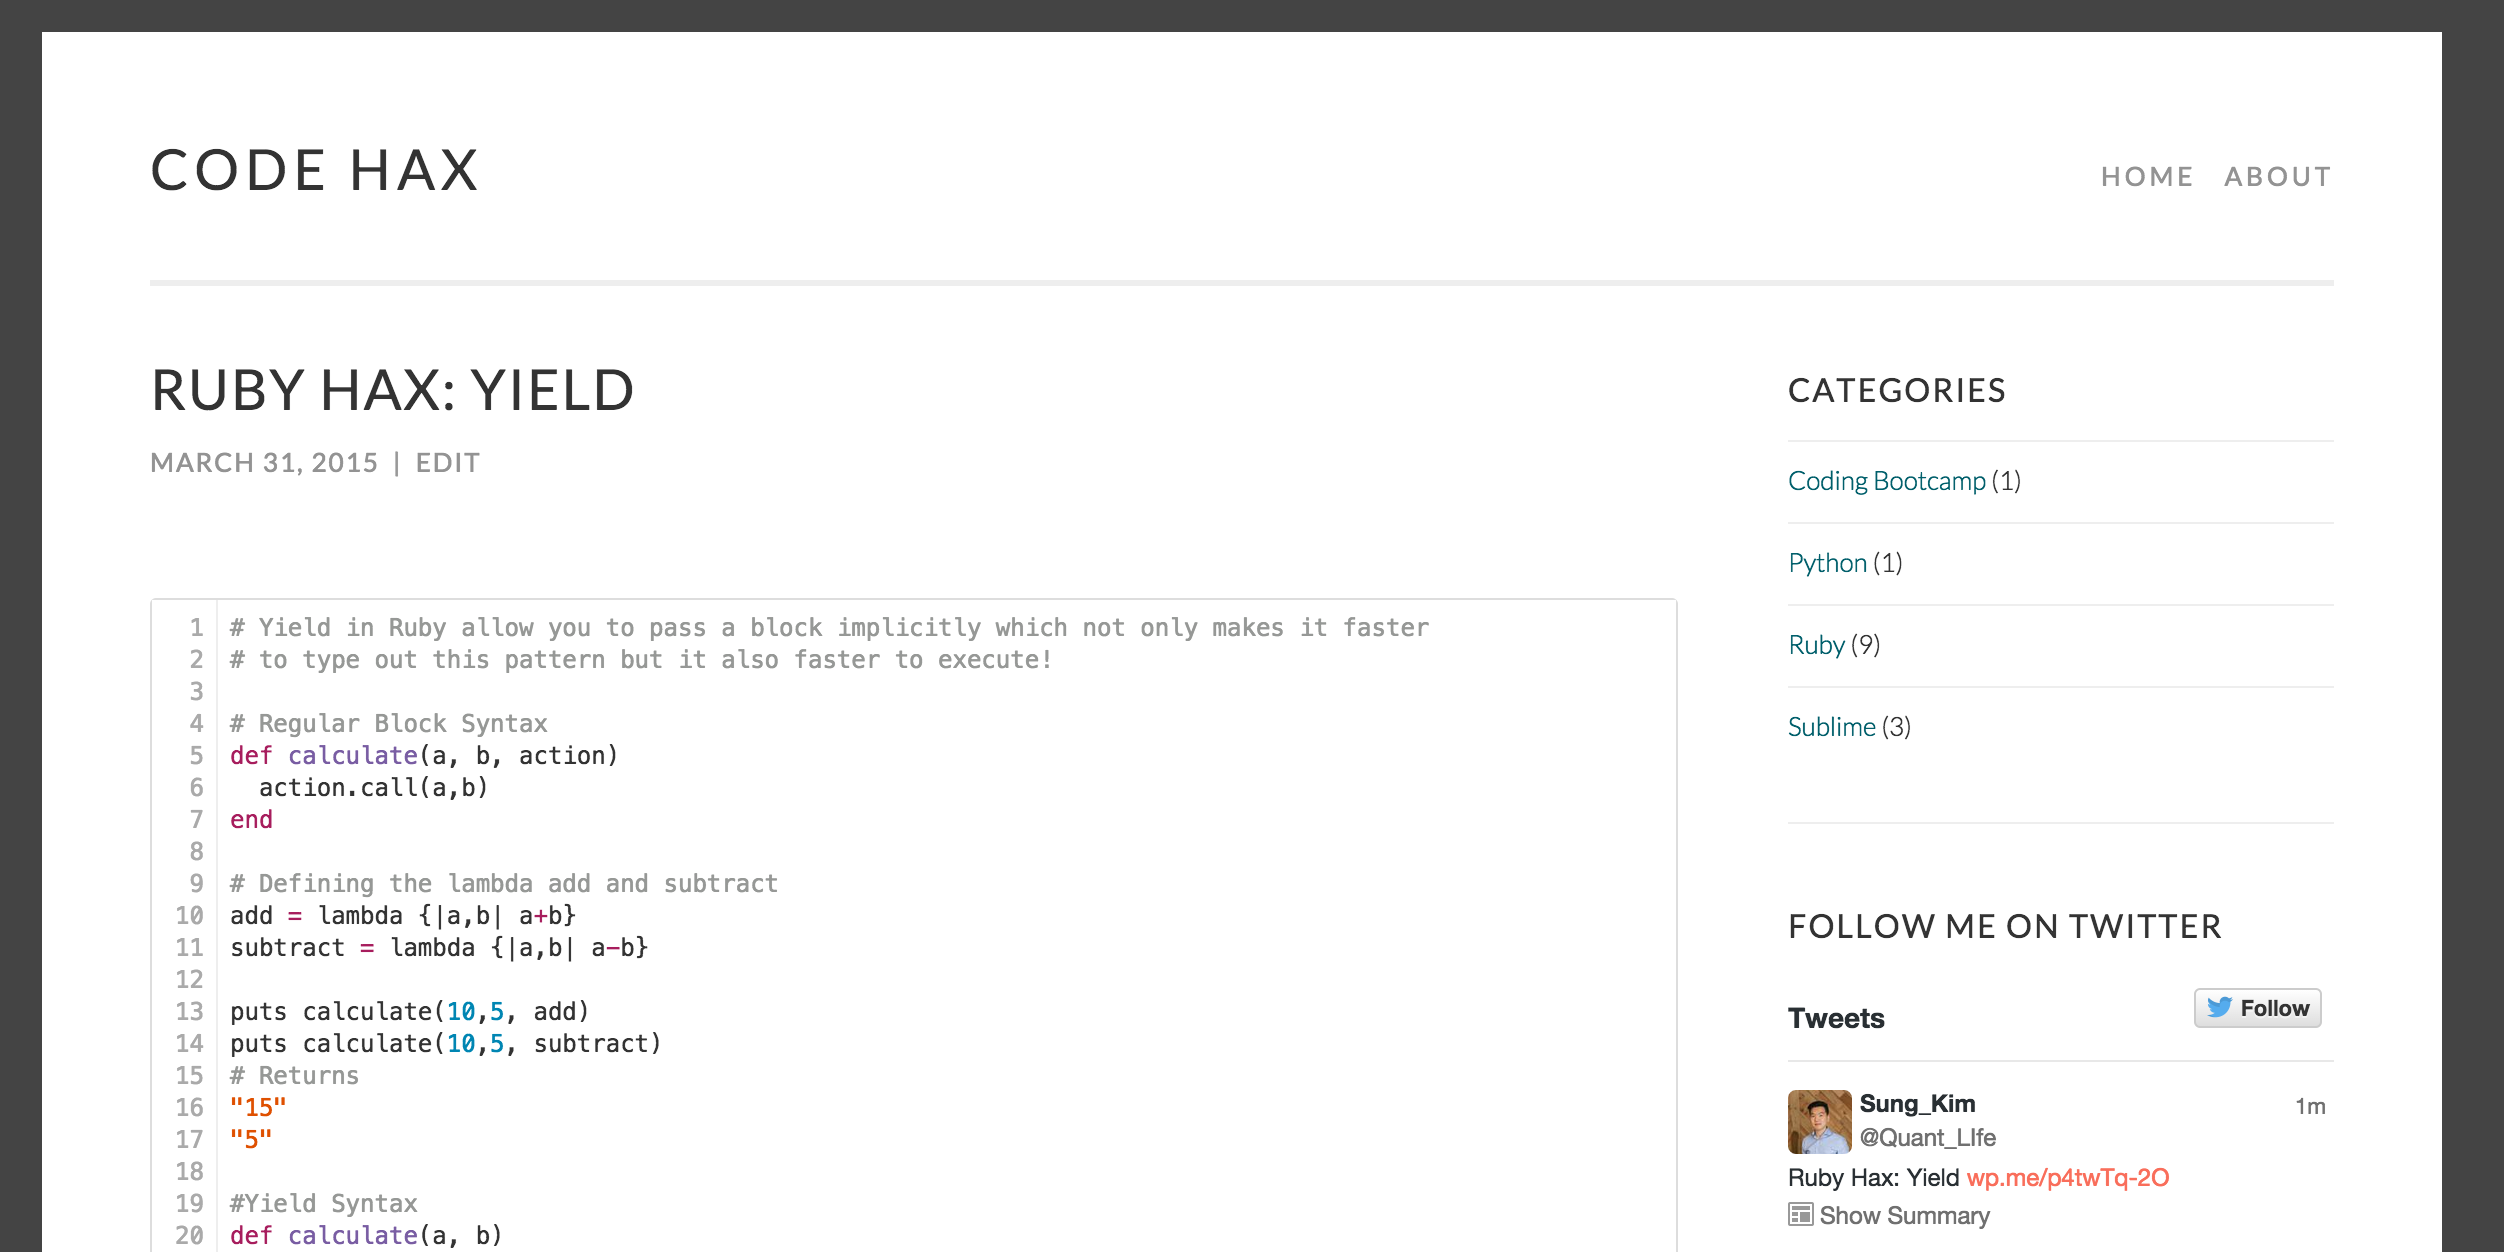 CODE HAX
HOME ABOUT
RUBY HAX: YIELD
MARCH 31, 2015 | EDIT
1 # Yield in Ruby allow you to pass a block implicitly which not only makes it faster
2 # to type out this pattern but it also faster to execute!
3
4 # Regular Block Syntax
5 def calculate(a, b, action)
6   action.call(a,b)
7 end
8
9 # Defining the lambda add and subtract
10 add = lambda {|a,b| a+b}
11 subtract = lambda {|a,b| a-b}
12
13 puts calculate(10,5, add)
14 puts calculate(10,5, subtract)
15 # Returns
16 "15"
17 "5"
18
19 #Yield Syntax
20 def calculate(a, b)
CATEGORIES
Coding Bootcamp (1)
Python (1)
Ruby (9)
Sublime (3)
FOLLOW ME ON TWITTER
Tweets
Follow
Sung_Kim
1m
@Quant_LIfe
Ruby Hax: Yield wp.me/p4twTq-2O
Show Summary